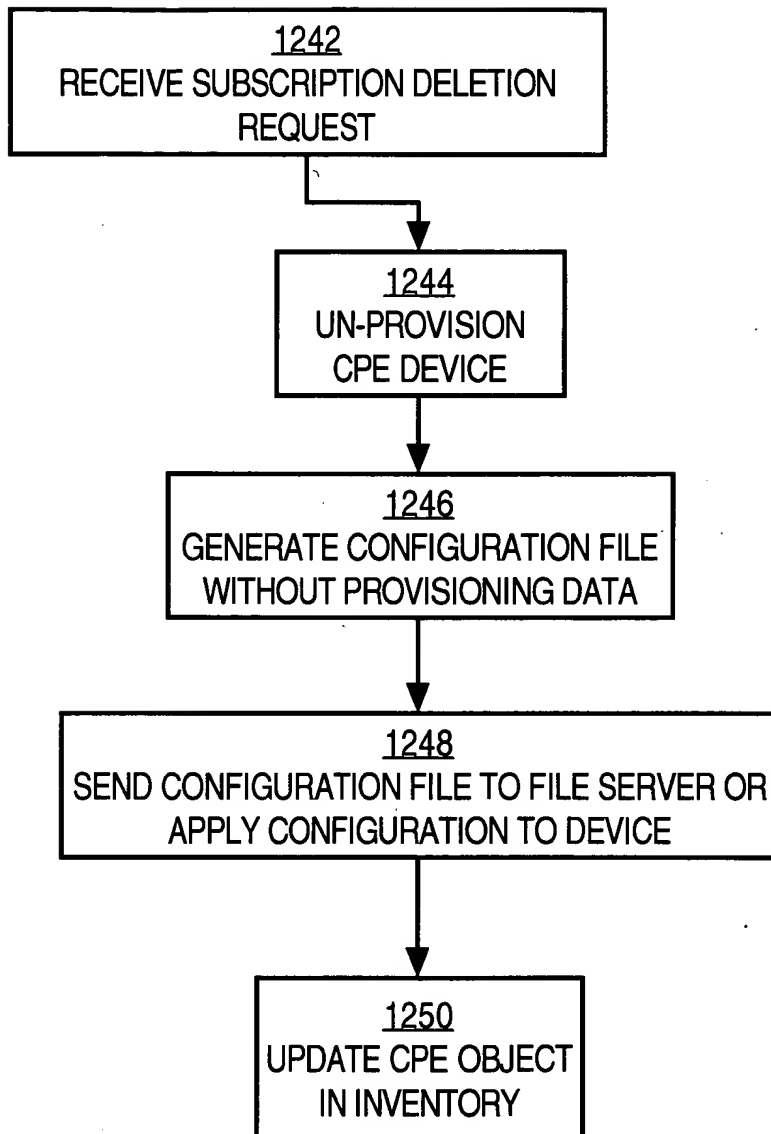 1242
RECEIVE SUBSCRIPTION DELETION
REQUEST
1244
UN-PROVISION
CPE DEVICE
1246
GENERATE CONFIGURATION FILE
WITHOUT PROVISIONING DATA
1248
SEND CONFIGURATION FILE TO FILE SERVER OR
APPLY CONFIGURATION TO DEVICE
1250
UPDATE CPE OBJECT
IN INVENTORY